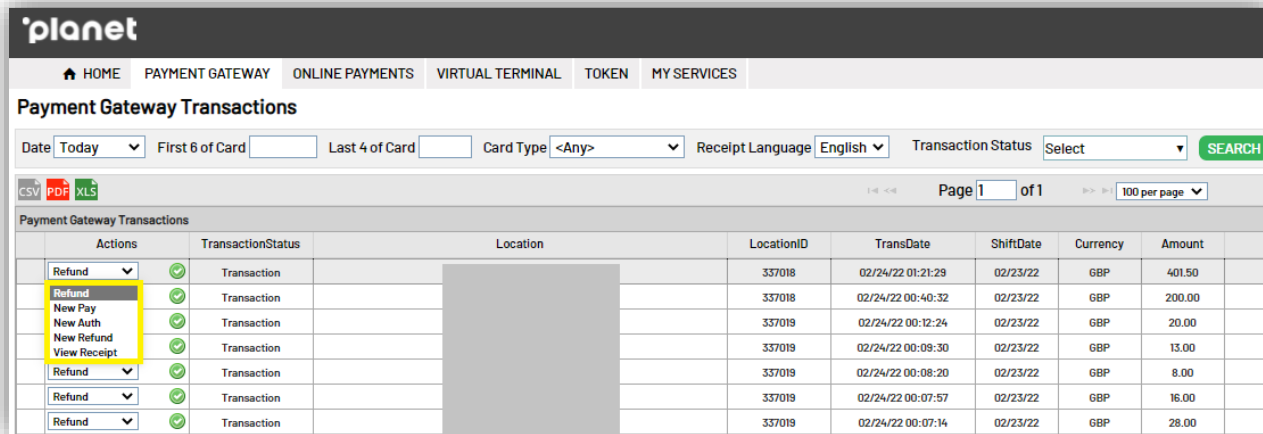 planet
HOME PAYMENT GATEWAY ONLINE PAYMENTS VIRTUAL TERMINAL TOKEN MY SERVICES
Payment Gateway Transactions
Date Today First 6 of Card Last 4 of Card Card Type <Any> Receipt Language English Transaction Status Select SEARCH
CSV PDF XLS Page 1 of 1 100 per page
Payment Gateway Transactions
Actions TransactionStatus Location LocationID TransDate ShiftDate Currency Amount
Refund Transaction 337018 02/24/22 01:21:29 02/23/22 GBP 401.50
Refund
New Pay
New Auth
New Refund
View Receipt
Transaction 337018 02/24/22 00:40:32 02/23/22 GBP 200.00
Transaction 337019 02/24/22 00:12:24 02/23/22 GBP 20.00
Transaction 337019 02/24/22 00:09:30 02/23/22 GBP 13.00
Refund Transaction 337019 02/24/22 00:08:20 02/23/22 GBP 8.00
Refund Transaction 337019 02/24/22 00:07:57 02/23/22 GBP 16.00
Refund Transaction 337019 02/24/22 00:07:14 02/23/22 GBP 28.00